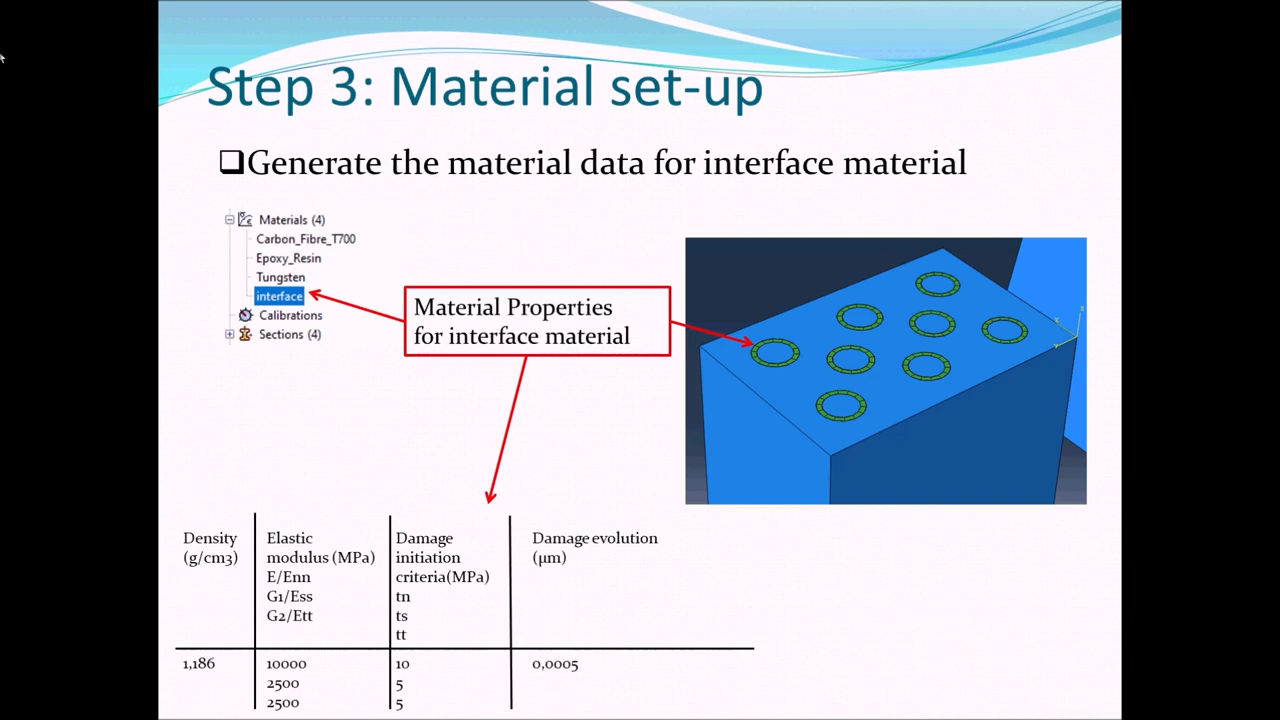 Step 3: Material set-up
❑Generate the material data for interface material
Materials (4)
Carbon_Fibre_T700
Epoxy_Resin
Tungsten
interface
Calibrations
Sections (4)
Material Properties
for interface material
Density
(g/cm3)
Elastic
modulus (MPa)
E/Enn
G1/Ess
G2/Ett
Damage
initiation
criteria(MPa)
tn
ts
tt
Damage evolution
(µm)
1,186
10000
2500
2500
10
5
5
0,0005